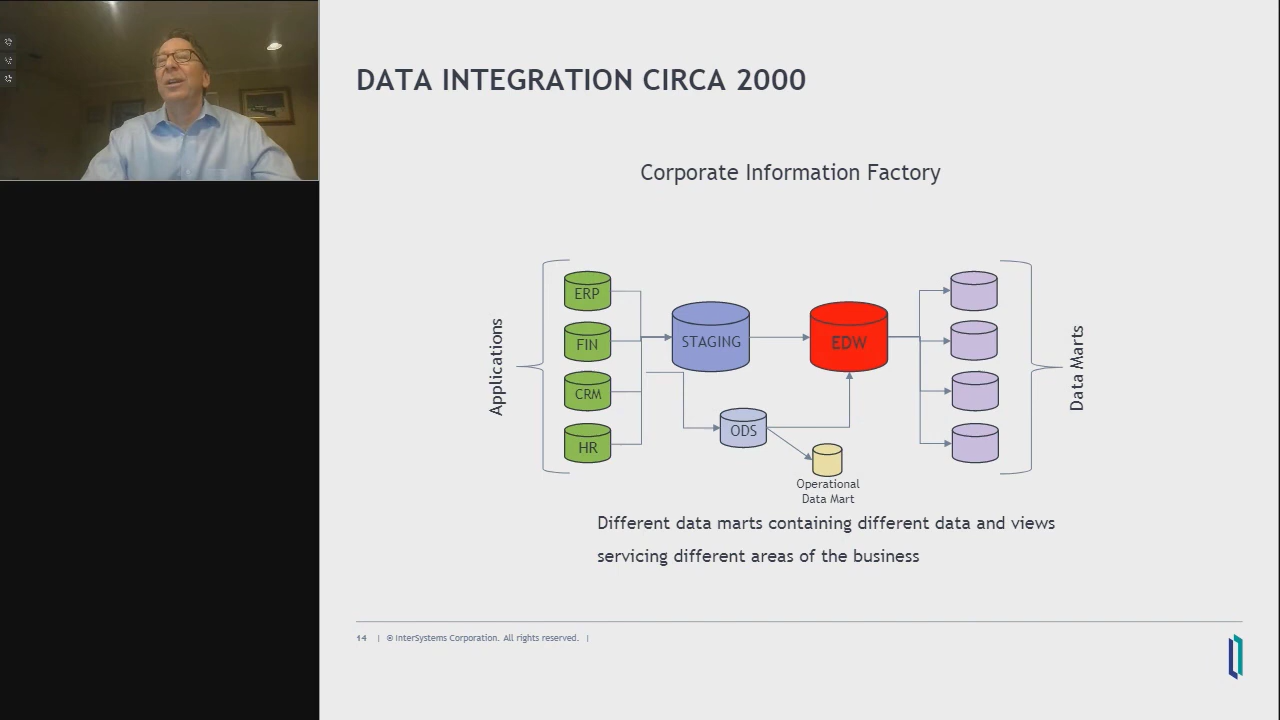 DATA INTEGRATION CIRCA 2000
Corporate Information Factory
Applications
ERP
FIN
CRM
HR
STAGING
EDW
ODS
Operational
Data Mart
Data Marts
Different data marts containing different data and views
servicing different areas of the business
14 | © InterSystems Corporation. All rights reserved. |